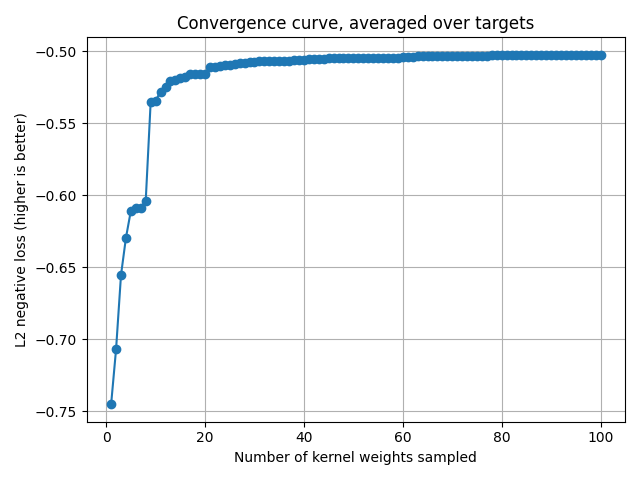 Convergence curve, averaged over targets
L2 negative loss (higher is better)
−0.50
−0.55
−0.60
−0.65
−0.70
−0.75
0 20 40 60 80 100
Number of kernel weights sampled